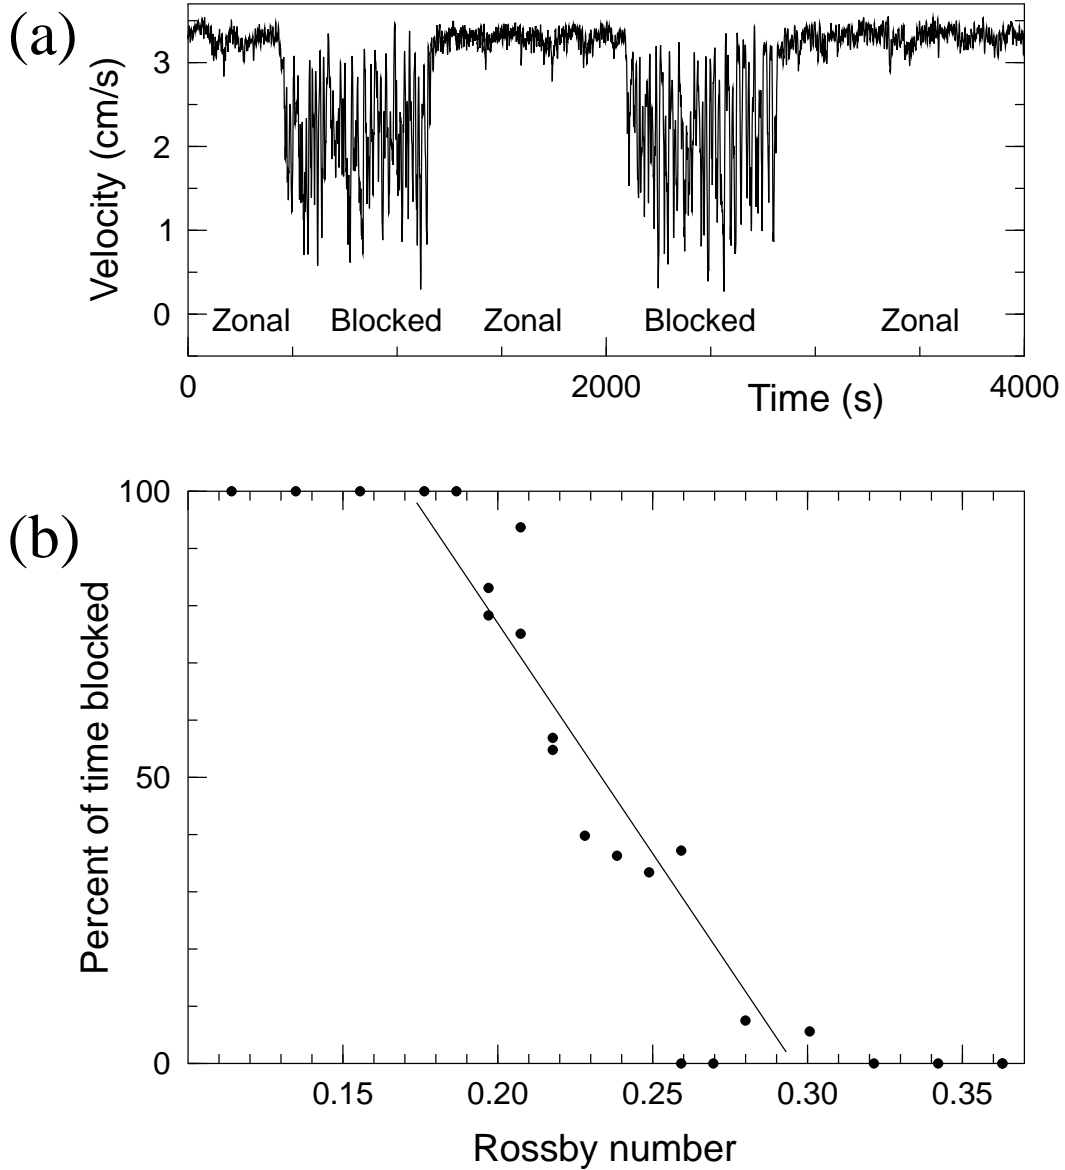 (a)
Velocity (cm/s)
3
2
1
0
Zonal Blocked Zonal Blocked Zonal
0 2000 4000
Time (s)
(b)
Percent of time blocked
100
50
0
0.15 0.20 0.25 0.30 0.35
Rossby number